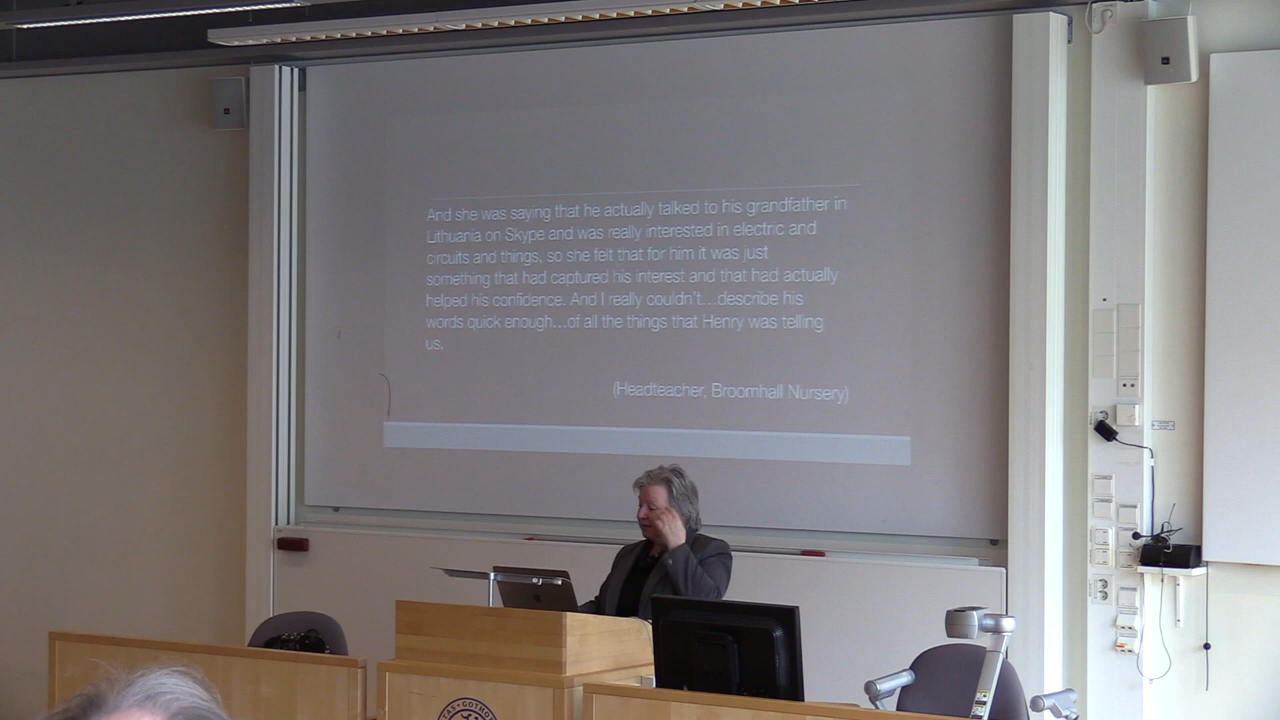 And she was saying that he actually talked to his grandfather in
Lithuania on Skype and was really interested in electric and
circuits and things, so she felt that for him it was just
something that had captured his interest and that had actually
helped his confidence. And I really couldn't...describe his
words quick enough...of all the things that Henry was telling
us.
(Headteacher, Broomhall Nursery)